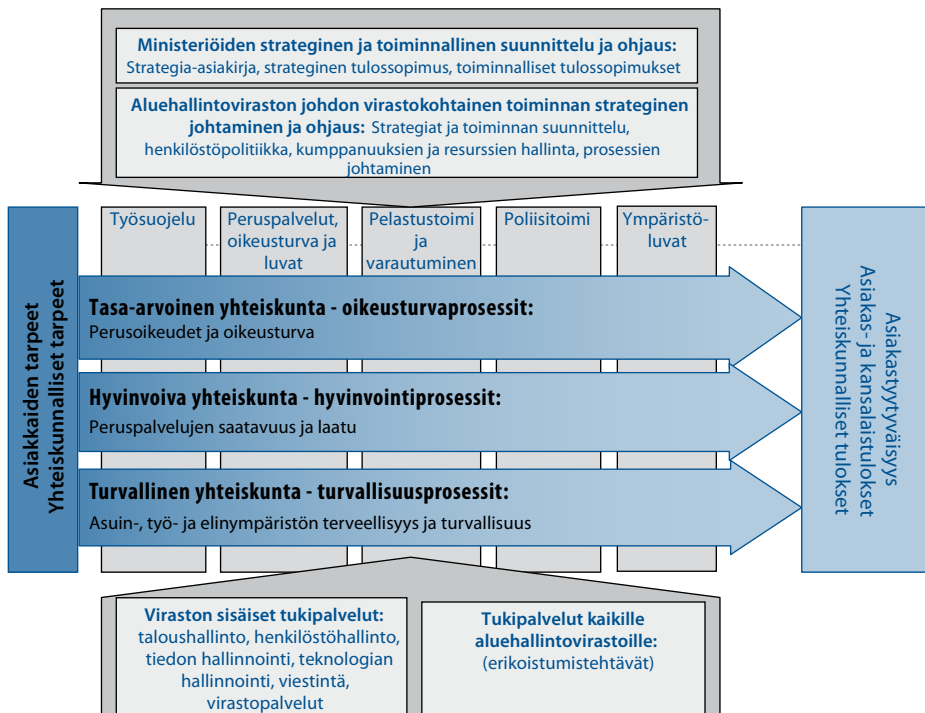 Ministeriöiden strateginen ja toiminnallinen suunnittelu ja ohjaus:
Strategia-asiakirja, strateginen tulossopimus, toiminnalliset tulossopimukset
Aluehallintoviraston johdon virastokohtainen toiminnan strateginen
johtaminen ja ohjaus: Strategiat ja toiminnan suunnittelu,
henkilöstöpolitiikka, kumppanuuksien ja resurssien hallinta, prosessien
johtaminen
Asiakkaiden tarpeet
Yhteiskunnalliset tarpeet
Työsuojelu
Peruspalvelut,
oikeusturva ja
luvat
Pelastustoimi
ja
varautuminen
Poliisitoimi
Ympäristö-
luvat
Tasa-arvoinen yhteiskunta - oikeusturvaprosessit:
Perusoikeudet ja oikeusturva
Hyvinvoiva yhteiskunta - hyvinvointiprosessit:
Peruspalvelujen saatavuus ja laatu
Turvallinen yhteiskunta - turvallisuusprosessit:
Asuin-, työ- ja elinympäristön terveellisyys ja turvallisuus
Asiakastyytyväisyys
Asiakas- ja kansalaistulokset
Yhteiskunnalliset tulokset
Viraston sisäiset tukipalvelut:
taloushallinto, henkilöstöhallinto,
tiedon hallinnointi, teknologian
hallinnointi, viestintä,
virastopalvelut
Tukipalvelut kaikille
aluehallintovirastoille:
(erikoistumistehtävät)